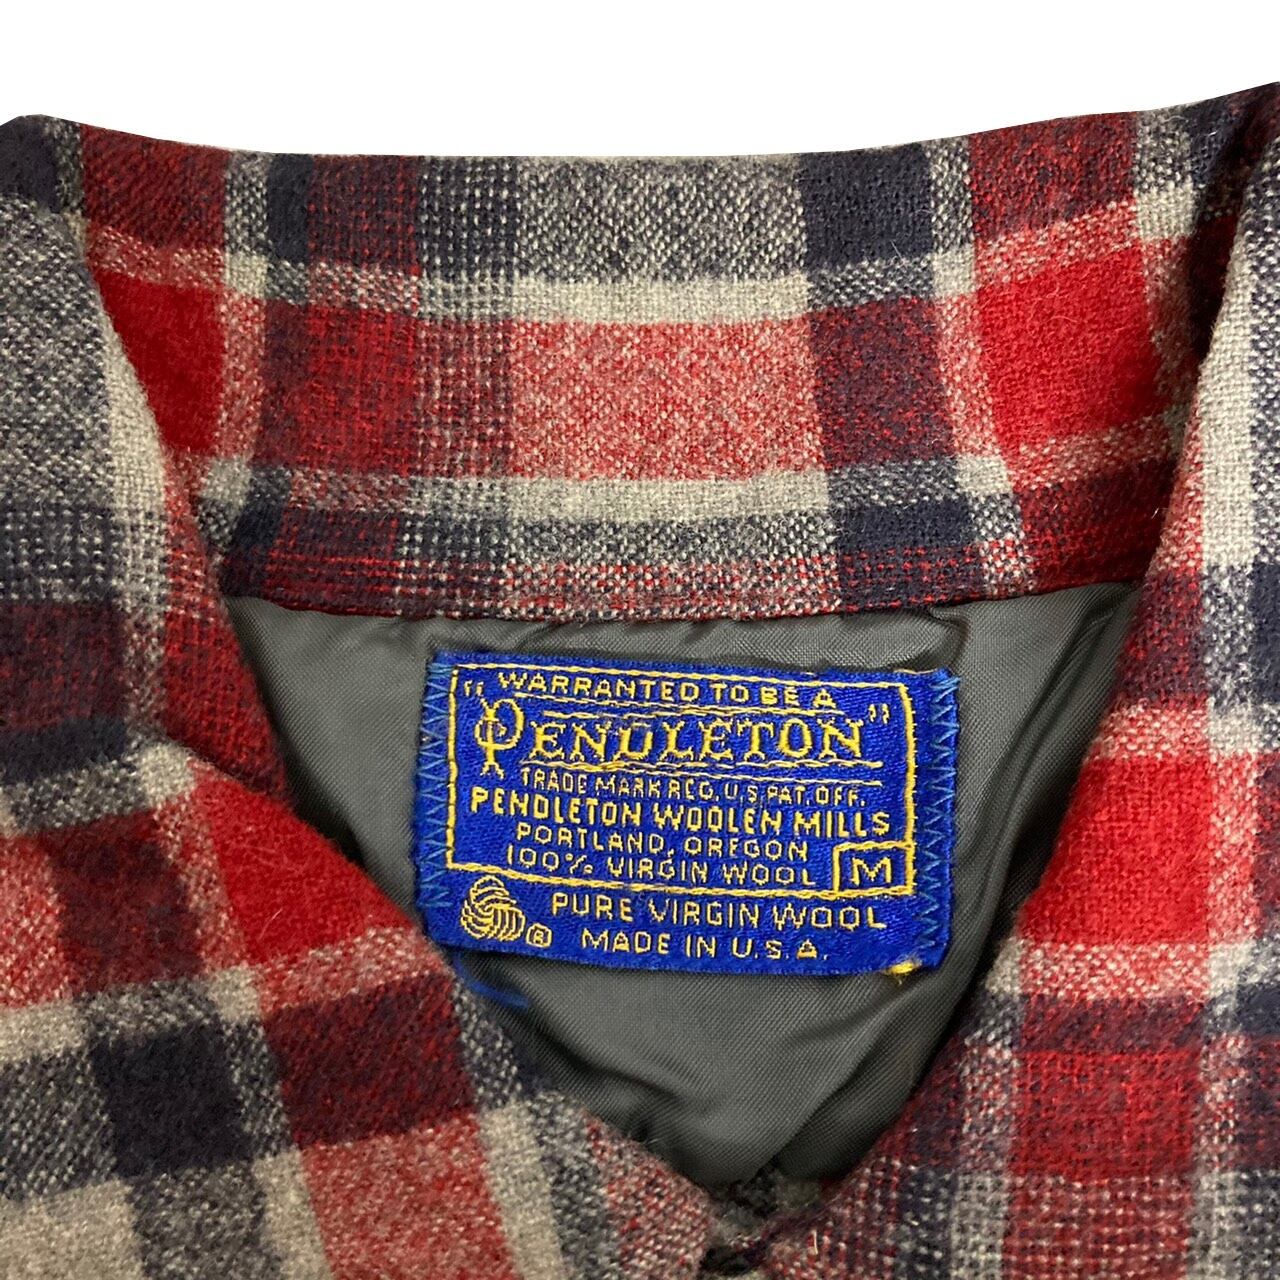 WARRANTED TO BE A
"PENDLETON"
TRADE MARK REG. U.S. PAT. OFF.
PENDLETON WOOLEN MILLS
PORTLAND, OREGON
100% VIRGIN WOOL M
PURE VIRGIN WOOL
® MADE IN U.S.A.